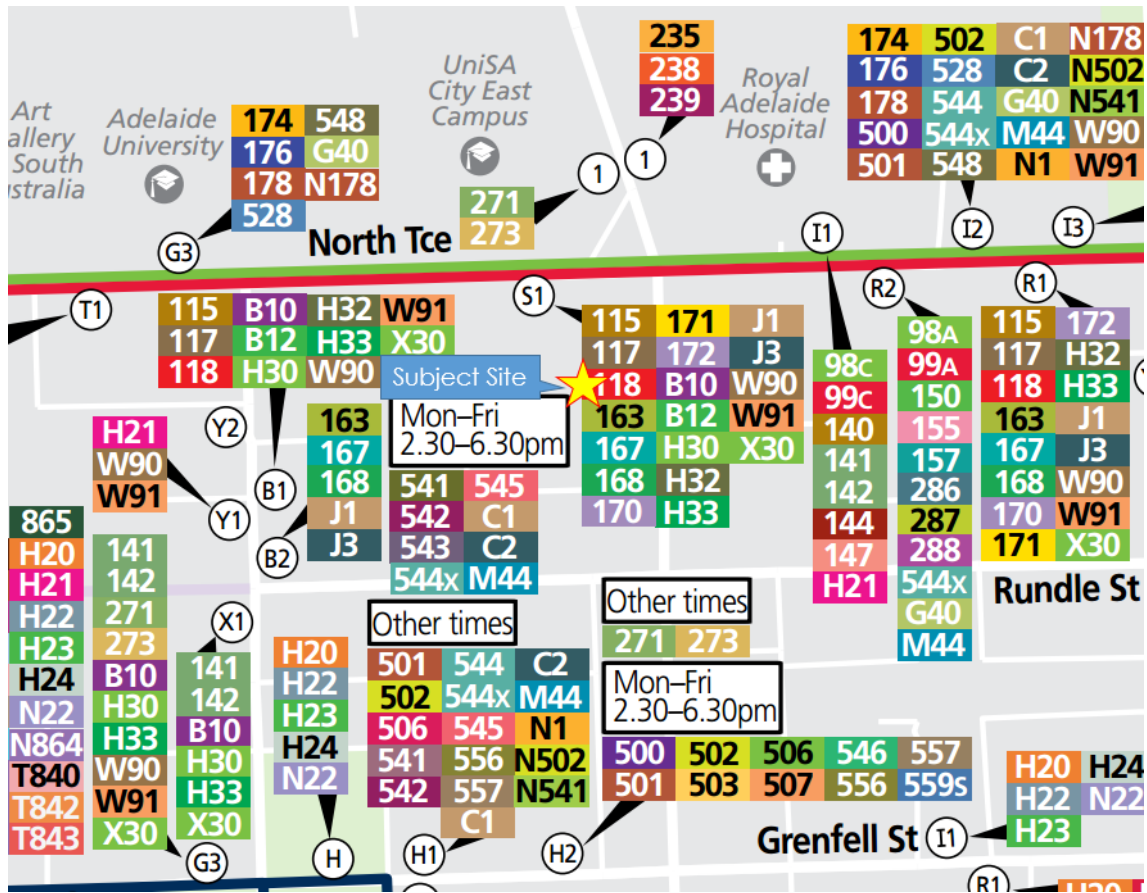 Art
allery
South
ustralia
Adelaide
University
174 548
176 G40
178 N178
528
G3
North Tce
UniSA
City East
Campus
271
273
1
235
238
239
1
Royal
Adelaide
Hospital
174 502 C1 N178
176 528 C2 N502
178 544 G40 N541
500 544x M44 W90
501 548 N1 W91
I1
I2
I3
T1
115 B10 H32 W91
117 B12 H33 X30
118 H30 W90
S1
115 171 J1
117 172 J3
118 B10 W90
163 B12 W91
167 H30 X30
168 H32
170 H33
Subject Site
R2
98A
99A
150
155
157
286
287
288
544x
G40
M44
98C
99C
140
141
142
144
147
H21
R1
115 172
117 H32
118 H33
163 J1
167 J3
168 W90
170 W91
171 X30
Rundle St
H21
W90
W91
Y2
Y1
B1
163
167
168
J1
J3
B2
Mon–Fri
2.30–6.30pm
541 545
542 C1
543 C2
544x M44
Other times
501 544 C2
502 544x M44
506 545 N1
541 556 N502
542 557 N541
C1
H1
Other times
271 273
Mon–Fri
2.30–6.30pm
500 502 506 546 557
501 503 507 556 559s
H2
865
H20
H21
H22
H23
H24
N22
N864
T840
T842
T843
141
142
271
273
B10
H30
H33
W90
W91
X30
G3
X1
141
142
B10
H30
H33
X30
H20
H22
H23
H24
N22
H
Grenfell St
I1
H20 H24
H22 N22
H23
R1
H20